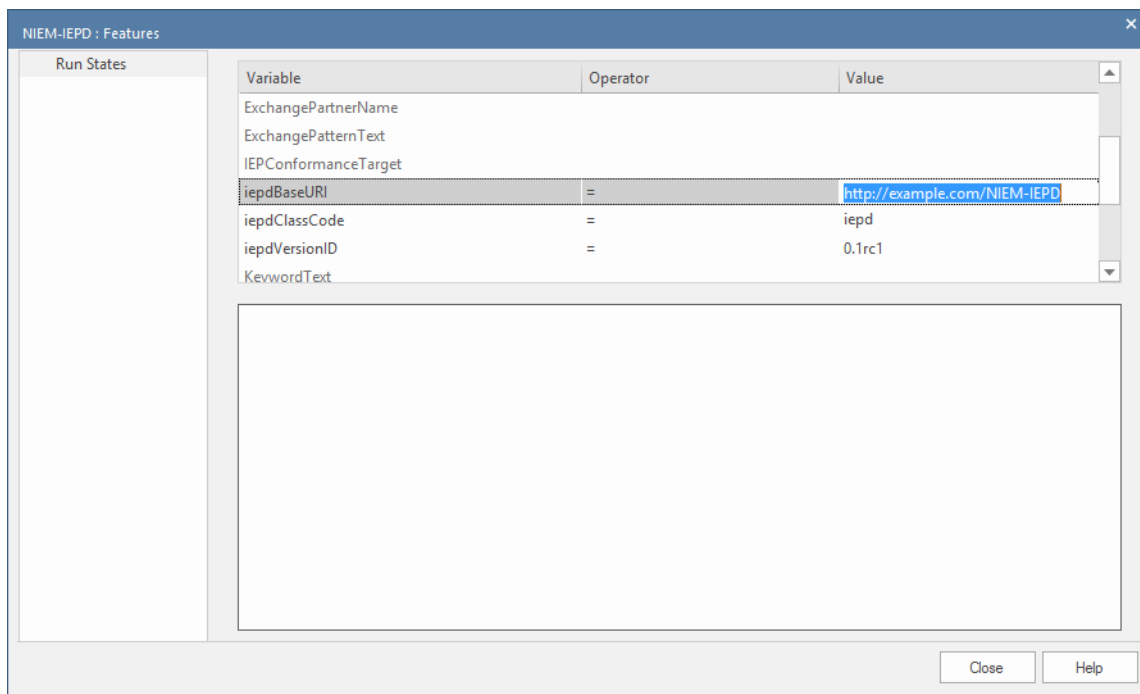 NIEM-IEPD : Features
Run States
Variable Operator Value
ExchangePartnerName
ExchangePatternText
IEPConformanceTarget
iepdBaseURI = http://example.com/NIEM-IEPD
iepdClassCode = iepd
iepdVersionID = 0.1rc1
KeywordText
Close Help